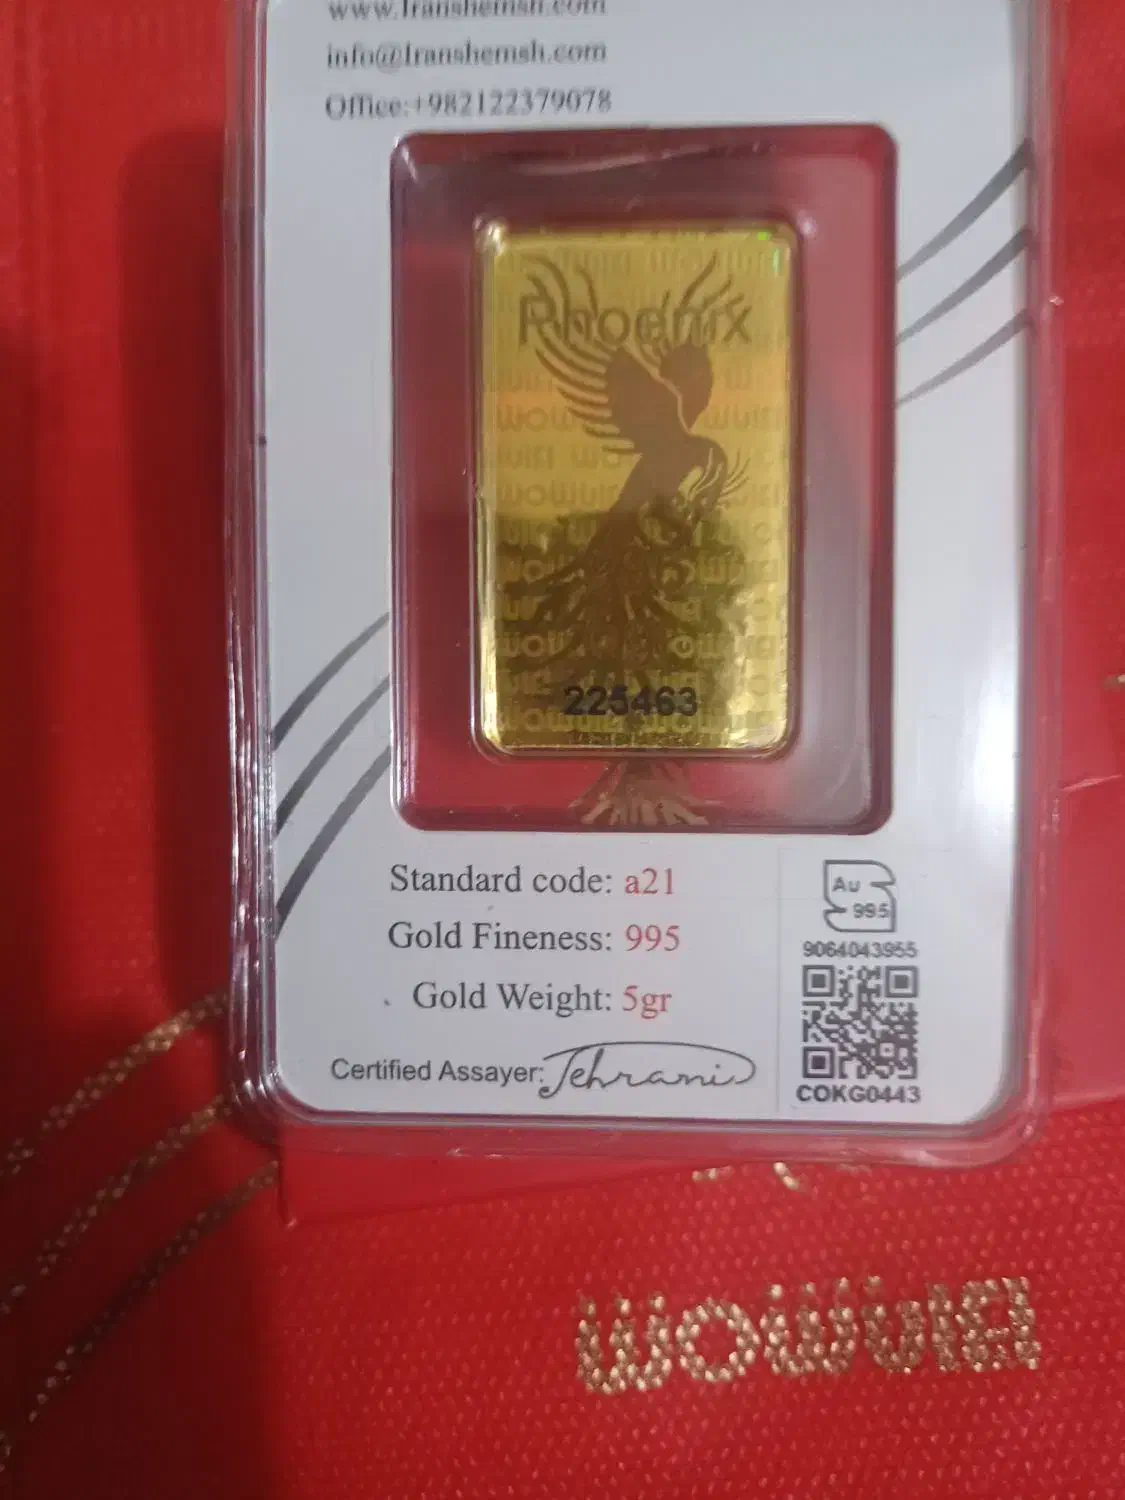 www.Iranshemsh.com
info@Iranshemsh.com
Office:+982122379078
Phoenix
225463
Standard code: a21
Gold Fineness: 995
Gold Weight: 5gr
Certified Assayer: Tehrani
Au
995
9064043955
COKG0443